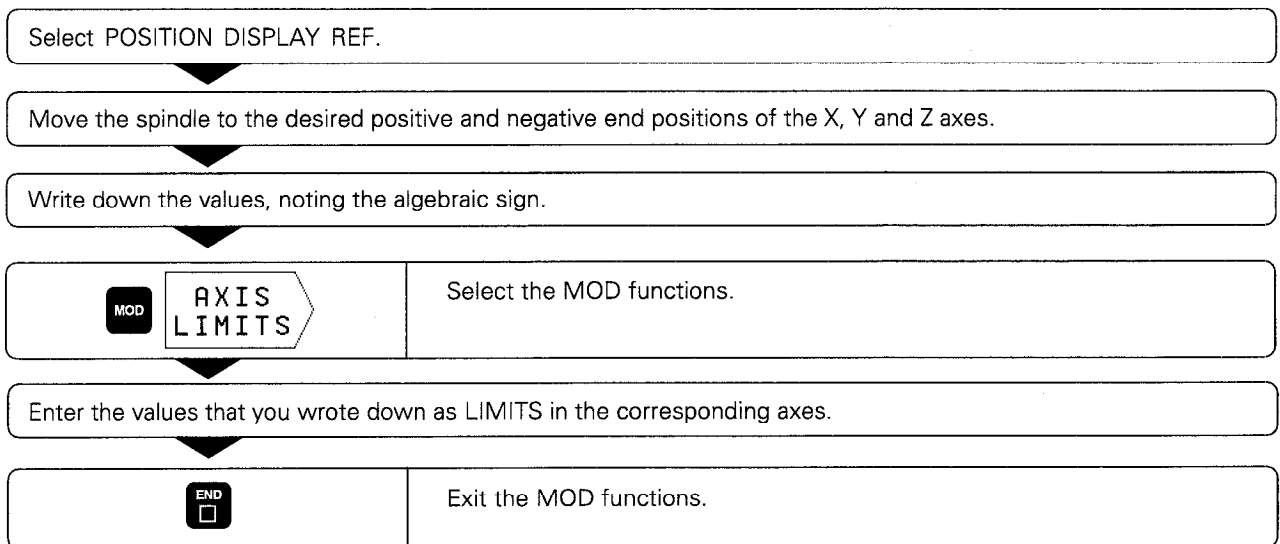 Select POSITION DISPLAY REF.
Move the spindle to the desired positive and negative end positions of the X, Y and Z axes.
Write down the values, noting the algebraic sign.
MOD
AXIS
LIMITS
Select the MOD functions.
Enter the values that you wrote down as LIMITS in the corresponding axes.
END
Exit the MOD functions.